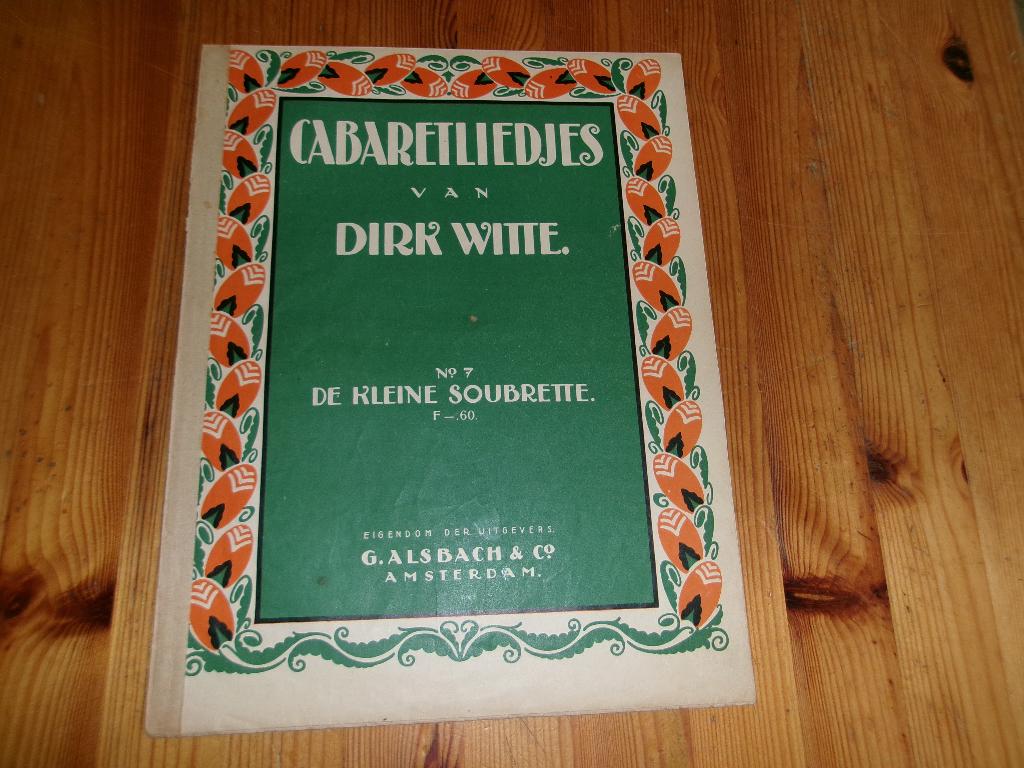 CABARETLIEDJES
VAN
DIRK WITTE.
Nº 7
DE KLEINE SOUBRETTE.
F —.60.
EIGENDOM DER UITGEVERS.
G. ALSBACH & Cº
AMSTERDAM.